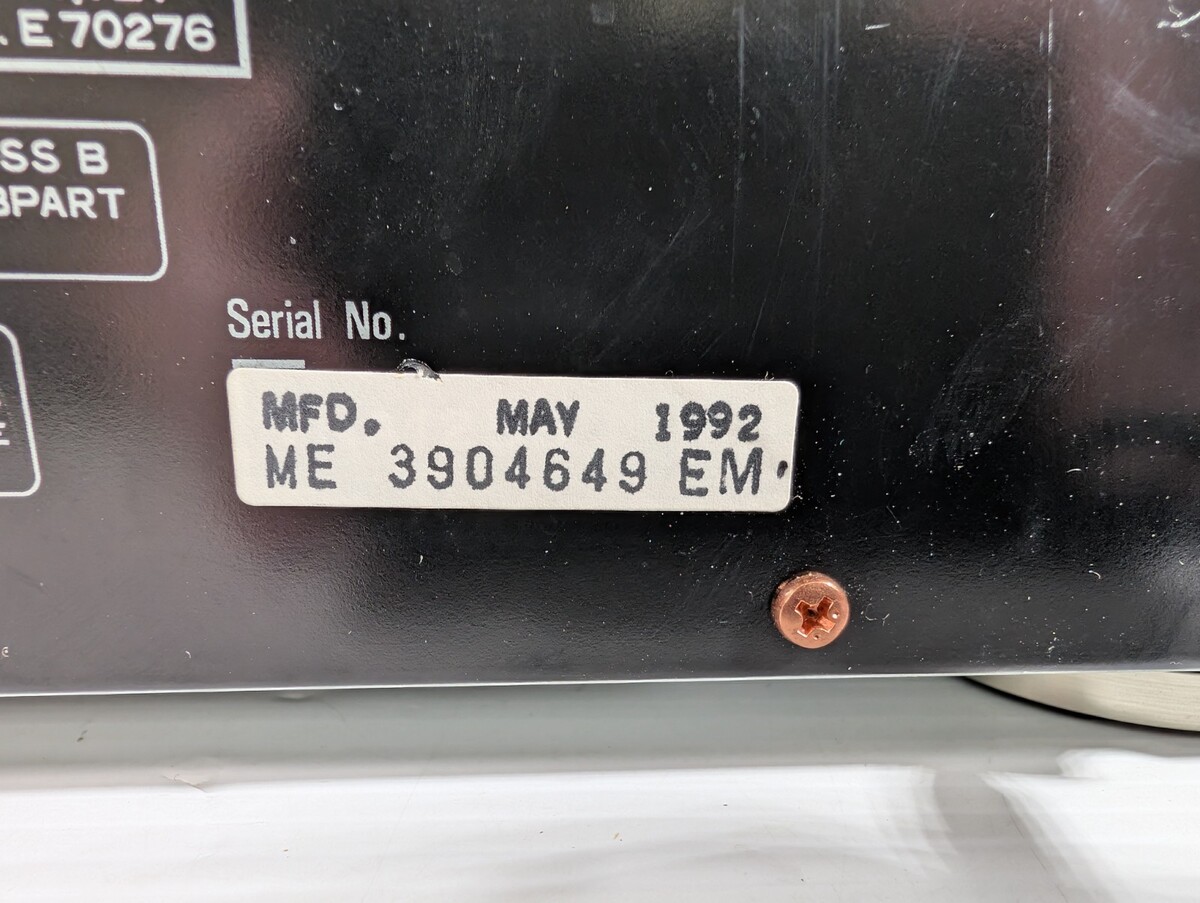 . E 70276
SS B
BPART
Serial No.
MFD. MAY 1992
ME 3904649 EM.